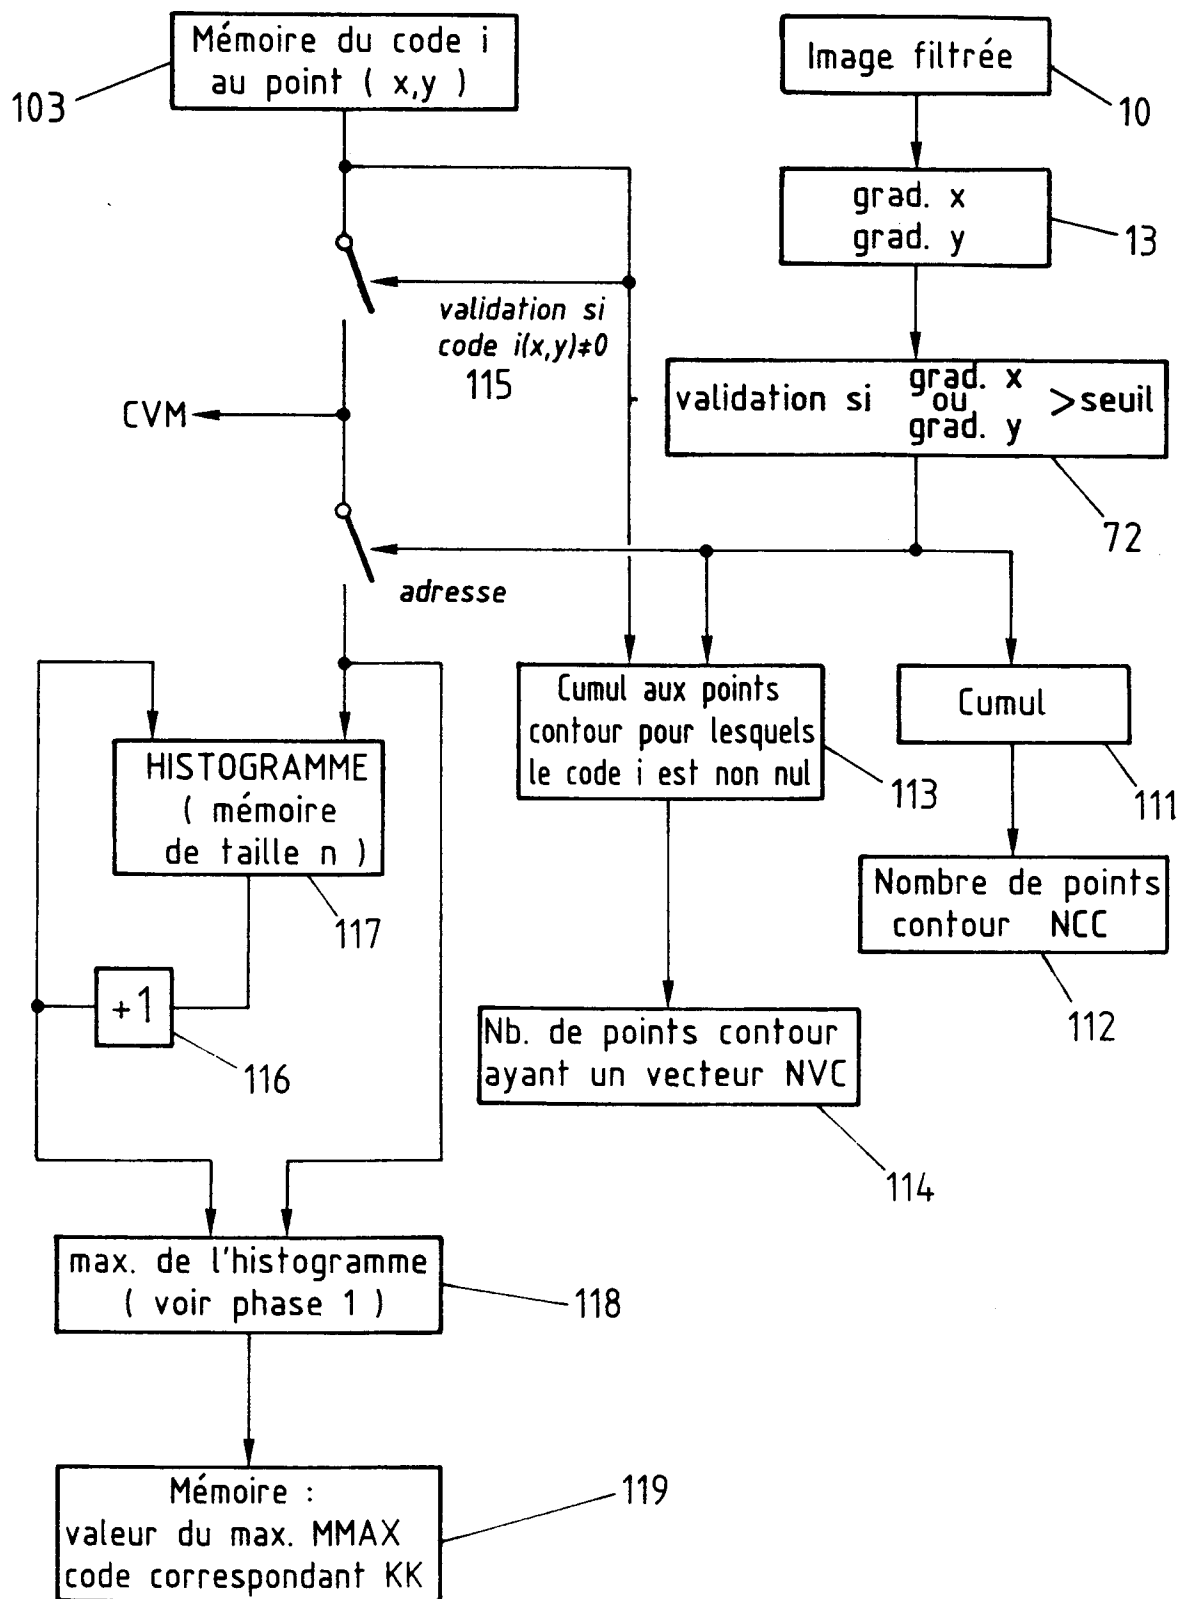 Mémoire du code i
au point ( x,y )
103
Image filtrée
10
grad. x
grad. y
13
validation si
code i(x,y)≠0
115
validation si grad. x ou grad. y > seuil
72
CVM
adresse
HISTOGRAMME
( mémoire
de taille n )
117
+1
116
Cumul aux points
contour pour lesquels
le code i est non nul
113
Cumul
111
Nombre de points
contour NCC
112
Nb. de points contour
ayant un vecteur NVC
114
max. de l'histogramme
( voir phase 1 )
118
Mémoire :
valeur du max. MMAX
code correspondant KK
119